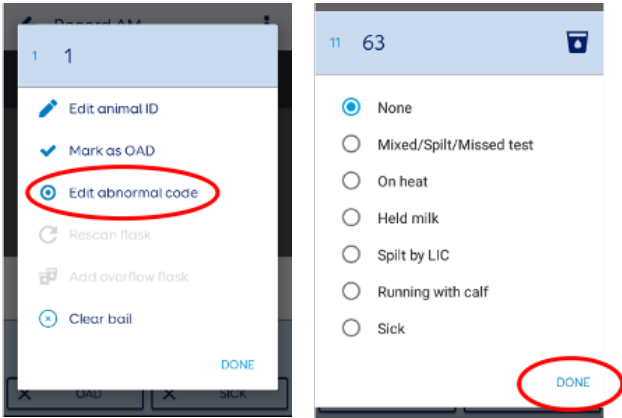 Record AM
1 1
Edit animal ID
Mark as OAD
Edit abnormal code
Rescan flask
Add overflow flask
Clear bail
DONE
OAD SICK
11 63
None
Mixed/Spilt/Missed test
On heat
Held milk
Spilt by LIC
Running with calf
Sick
DONE